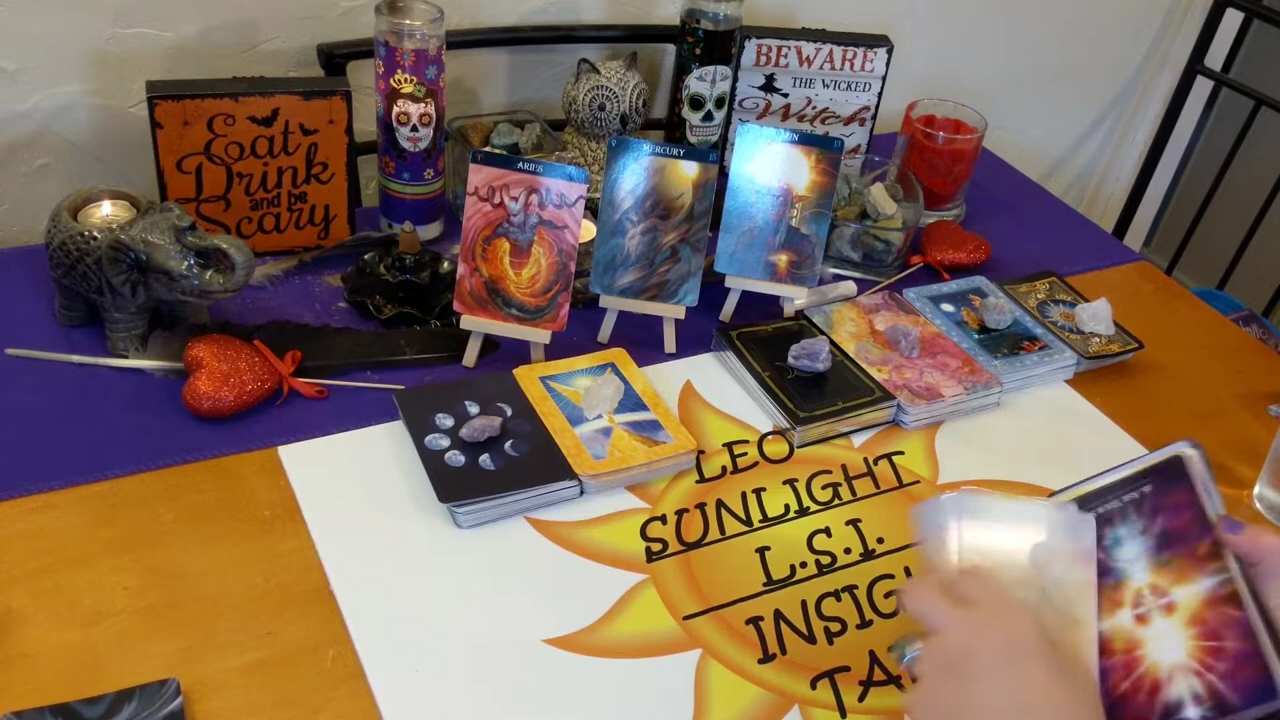 Eat
Drink
and be
Scary
BEWARE
THE WICKED
Witch
ARIES
MERCURY
LEO
SUNLIGHT
L.S.I.